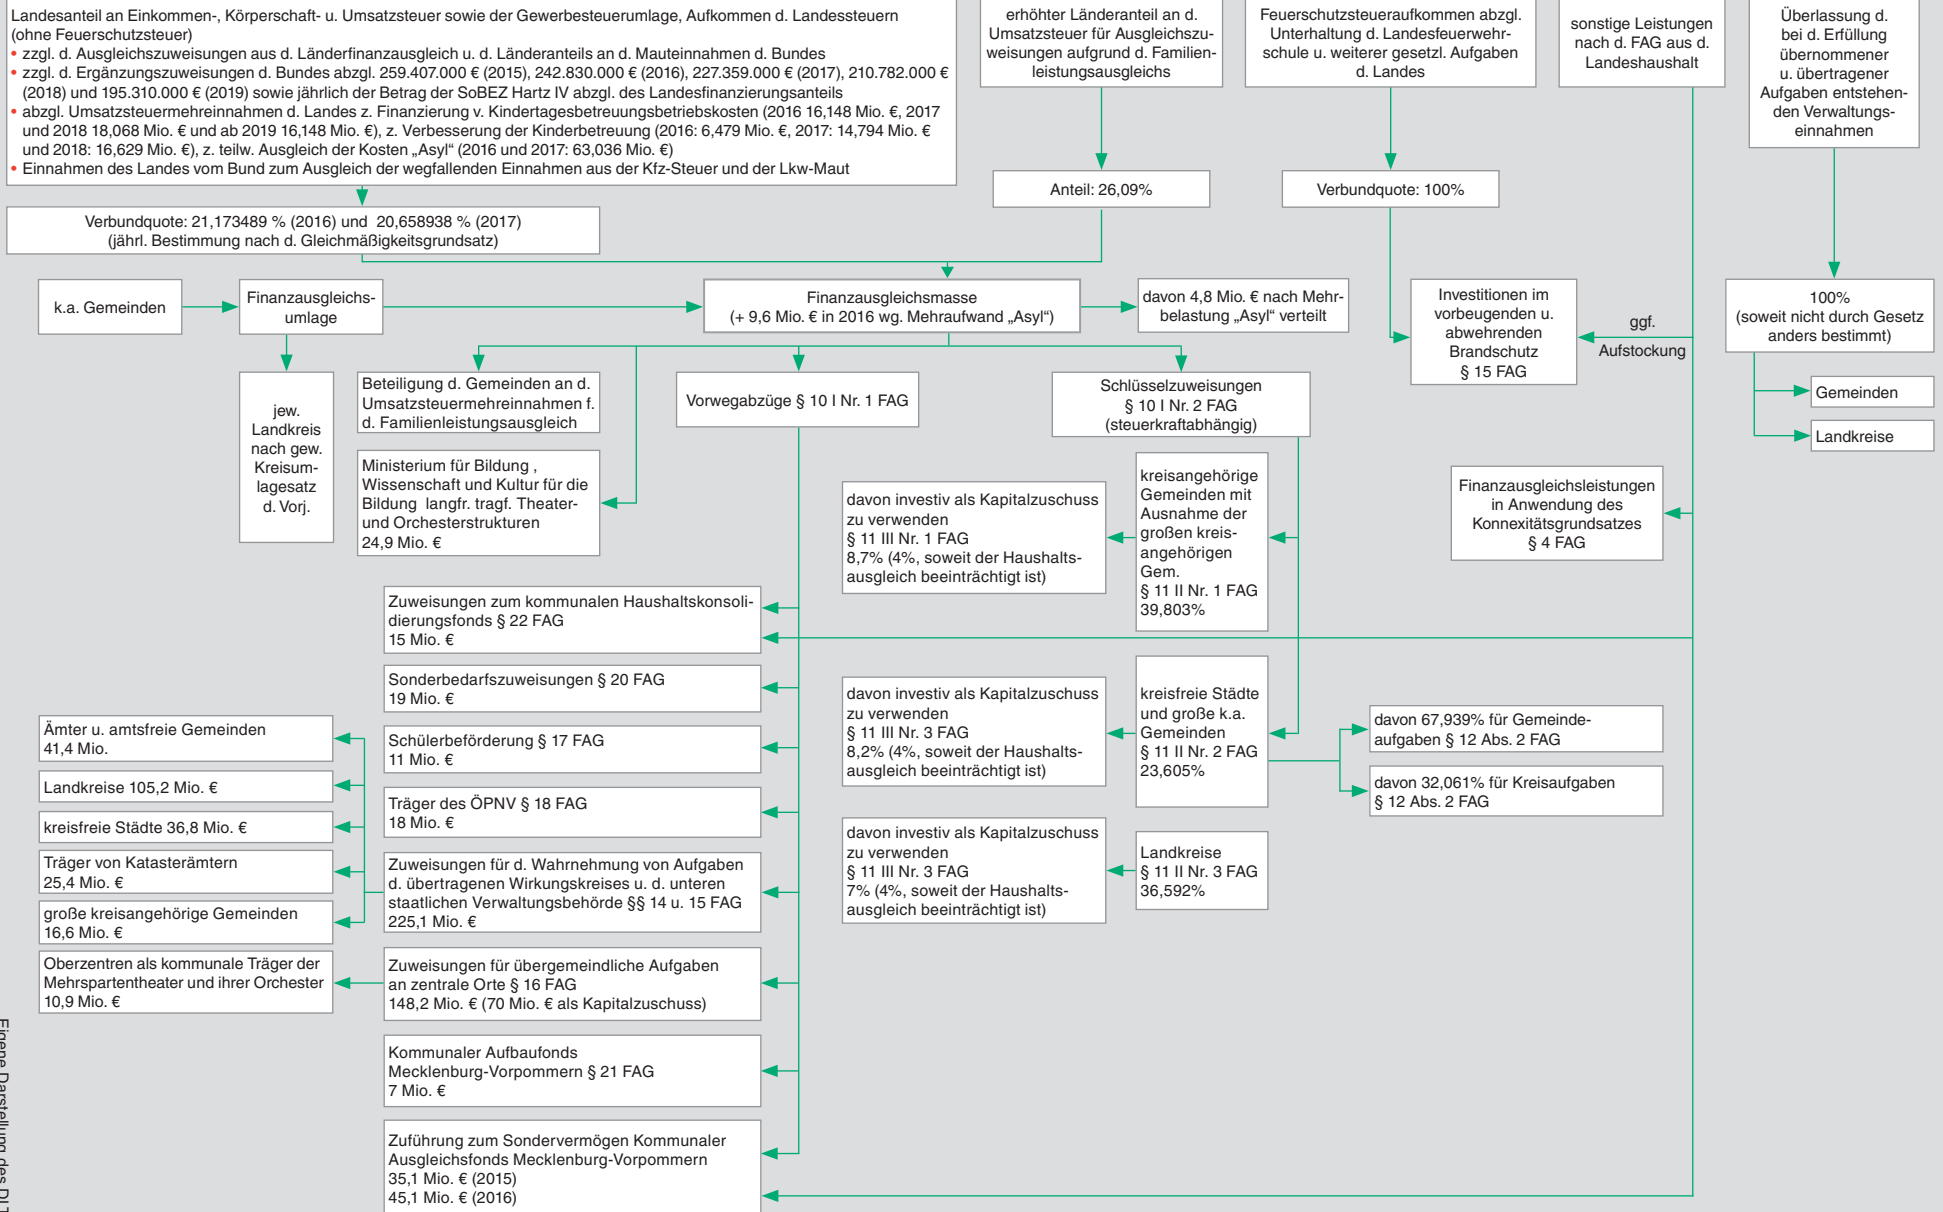 Landesanteil an Einkommen-, Körperschaft- u. Umsatzsteuer sowie der Gewerbesteuerumlage, Aufkommen d. Landessteuern
(ohne Feuerschutzsteuer)
• zzgl. d. Ausgleichszuweisungen aus d. Länderfinanzausgleich u. d. Länderanteils an d. Mauteinnahmen d. Bundes
• zzgl. d. Ergänzungszuweisungen d. Bundes abzgl. 259.407.000 € (2015), 242.830.000 € (2016), 227.359.000 € (2017), 210.782.000 €
(2018) und 195.310.000 € (2019) sowie jährlich der Betrag der SoBEZ Hartz IV abzgl. des Landesfinanzierungsanteils
• abzgl. Umsatzsteuermehreinnahmen d. Landes z. Finanzierung v. Kindertagesbetreuungsbetriebskosten (2016 16,148 Mio. €, 2017
und 2018 18,068 Mio. € und ab 2019 16,148 Mio. €), z. Verbesserung der Kinderbetreuung (2016: 6,479 Mio. €, 2017: 14,794 Mio. €
und 2018: 16,629 Mio. €), z. teilw. Ausgleich der Kosten „Asyl“ (2016 und 2017: 63,036 Mio. €)
• Einnahmen des Landes vom Bund zum Ausgleich der wegfallenden Einnahmen aus der Kfz-Steuer und der Lkw-Maut
erhöhter Länderanteil an d.
Umsatzsteuer für Ausgleichszu-
weisungen aufgrund d. Familien-
leistungsausgleichs
Feuerschutzsteueraufkommen abzgl.
Unterhaltung d. Landesfeuerwehr-
schule u. weiterer gesetzl. Aufgaben
d. Landes
sonstige Leistungen
nach d. FAG aus d.
Landeshaushalt
Überlassung d.
bei d. Erfüllung
übernommener
u. übertragener
Aufgaben entstehen-
den Verwaltungs-
einnahmen
Anteil: 26,09%
Verbundquote: 100%
Verbundquote: 21,173489 % (2016) und 20,658938 % (2017)
(jährl. Bestimmung nach d. Gleichmäßigkeitsgrundsatz)
k.a. Gemeinden
Finanzausgleichs-
umlage
Finanzausgleichsmasse
(+ 9,6 Mio. € in 2016 wg. Mehraufwand „Asyl“)
davon 4,8 Mio. € nach Mehr-
belastung „Asyl“ verteilt
Investitionen im
vorbeugenden u.
abwehrenden
Brandschutz
§ 15 FAG
ggf.
Aufstockung
100%
(soweit nicht durch Gesetz
anders bestimmt)
Gemeinden
Landkreise
jew.
Landkreis
nach gew.
Kreisum-
lagesatz
d. Vorj.
Beteiligung d. Gemeinden an d.
Umsatzsteuermehreinnahmen f.
d. Familienleistungsausgleich
Vorwegabzüge § 10 I Nr. 1 FAG
Schlüsselzuweisungen
§ 10 I Nr. 2 FAG
(steuerkraftabhängig)
Ministerium für Bildung ,
Wissenschaft und Kultur für die
Bildung langfr. tragf. Theater-
und Orchesterstrukturen
24,9 Mio. €
davon investiv als Kapitalzuschuss
zu verwenden
§ 11 III Nr. 1 FAG
8,7% (4%, soweit der Haushalts-
ausgleich beeinträchtigt ist)
kreisangehörige
Gemeinden mit
Ausnahme der
großen kreis-
angehörigen
Gem.
§ 11 II Nr. 1 FAG
39,803%
Finanzausgleichsleistungen
in Anwendung des
Konnexitätsgrundsatzes
§ 4 FAG
Zuweisungen zum kommunalen Haushaltskonsoli-
dierungsfonds § 22 FAG
15 Mio. €
Sonderbedarfszuweisungen § 20 FAG
19 Mio. €
Schülerbeförderung § 17 FAG
11 Mio. €
Träger des ÖPNV § 18 FAG
18 Mio. €
Zuweisungen für d. Wahrnehmung von Aufgaben
d. übertragenen Wirkungskreises u. d. unteren
staatlichen Verwaltungsbehörde §§ 14 u. 15 FAG
225,1 Mio. €
Zuweisungen für übergemeindliche Aufgaben
an zentrale Orte § 16 FAG
148,2 Mio. € (70 Mio. € als Kapitalzuschuss)
Kommunaler Aufbaufonds
Mecklenburg-Vorpommern § 21 FAG
7 Mio. €
Zuführung zum Sondervermögen Kommunaler
Ausgleichsfonds Mecklenburg-Vorpommern
35,1 Mio. € (2015)
45,1 Mio. € (2016)
Ämter u. amtsfreie Gemeinden
41,4 Mio.
Landkreise 105,2 Mio. €
kreisfreie Städte 36,8 Mio. €
Träger von Katasterämtern
25,4 Mio. €
große kreisangehörige Gemeinden
16,6 Mio. €
Oberzentren als kommunale Träger der
Mehrspartentheater und ihrer Orchester
10,9 Mio. €
davon investiv als Kapitalzuschuss
zu verwenden
§ 11 III Nr. 3 FAG
8,2% (4%, soweit der Haushalts-
ausgleich beeinträchtigt ist)
kreisfreie Städte
und große k.a.
Gemeinden
§ 11 II Nr. 2 FAG
23,605%
davon 67,939% für Gemeinde-
aufgaben § 12 Abs. 2 FAG
davon 32,061% für Kreisaufgaben
§ 12 Abs. 2 FAG
davon investiv als Kapitalzuschuss
zu verwenden
§ 11 III Nr. 3 FAG
7% (4%, soweit der Haushalts-
ausgleich beeinträchtigt ist)
Landkreise
§ 11 II Nr. 3 FAG
36,592%
Eigene Darstellung des